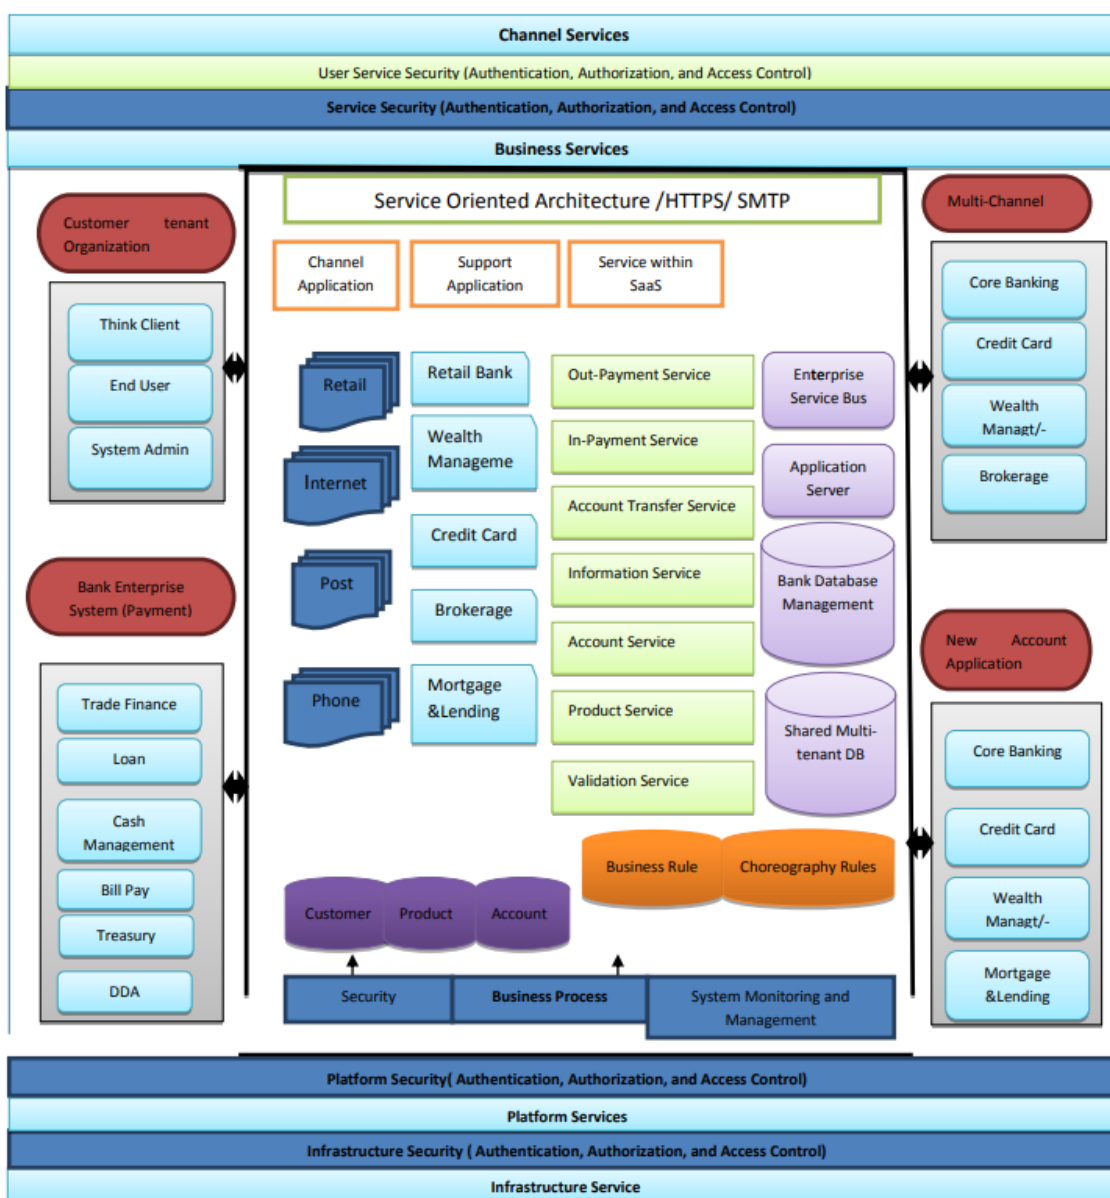 Channel Services
User Service Security (Authentication, Authorization, and Access Control)
Service Security (Authentication, Authorization, and Access Control)
Business Services
Customer tenant
Organization
Think Client
End User
System Admin
Bank Enterprise
System (Payment)
Trade Finance
Loan
Cash
Management
Bill Pay
Treasury
DDA
Service Oriented Architecture /HTTPS/ SMTP
Channel
Application
Support
Application
Service within
SaaS
Retail
Internet
Post
Phone
Retail Bank
Wealth
Manageme
Credit Card
Brokerage
Mortgage
&Lending
Out-Payment Service
In-Payment Service
Account Transfer Service
Information Service
Account Service
Product Service
Validation Service
Enterprise
Service Bus
Application
Server
Bank Database
Management
Shared Multi-
tenant DB
Business Rule
Choreography Rules
Customer
Product
Account
Security
Business Process
System Monitoring and
Management
Multi-Channel
Core Banking
Credit Card
Wealth
Managt/-
Brokerage
New Account
Application
Core Banking
Credit Card
Wealth
Managt/-
Mortgage
&Lending
Platform Security( Authentication, Authorization, and Access Control)
Platform Services
Infrastructure Security ( Authentication, Authorization, and Access Control)
Infrastructure Service